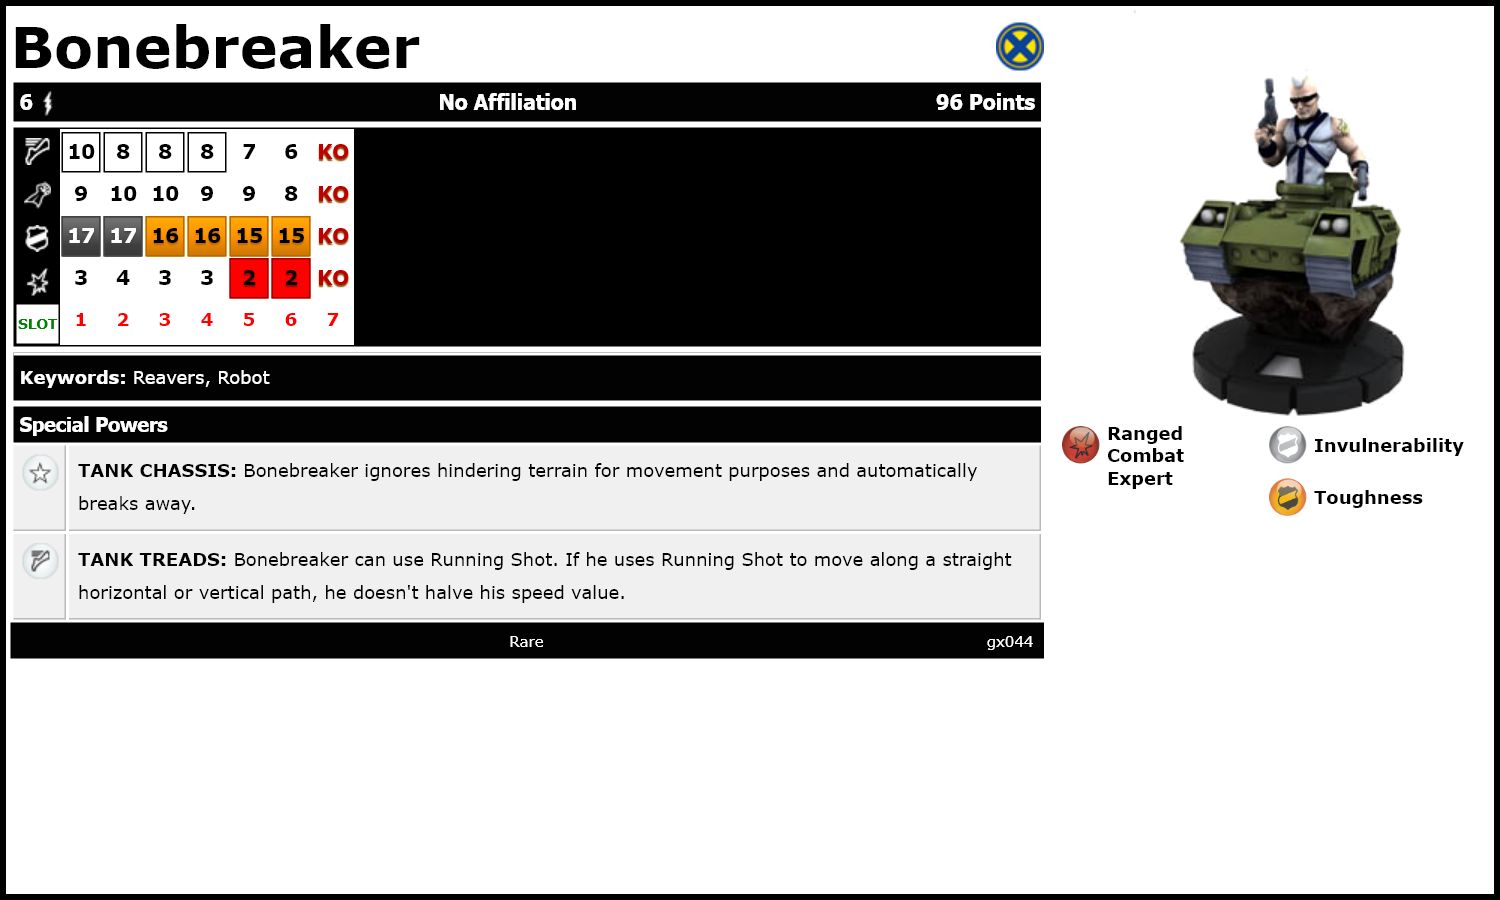 Bonebreaker
6 No Affiliation 96 Points
10 8 8 8 7 6 KO
9 10 10 9 9 8 KO
17 17 16 16 15 15 KO
3 4 3 3 2 2 KO
SLOT 1 2 3 4 5 6 7
Keywords: Reavers, Robot
Special Powers
TANK CHASSIS: Bonebreaker ignores hindering terrain for movement purposes and automatically
breaks away.
TANK TREADS: Bonebreaker can use Running Shot. If he uses Running Shot to move along a straight
horizontal or vertical path, he doesn't halve his speed value.
Rare gx044
Ranged
Combat
Expert
Invulnerability
Toughness